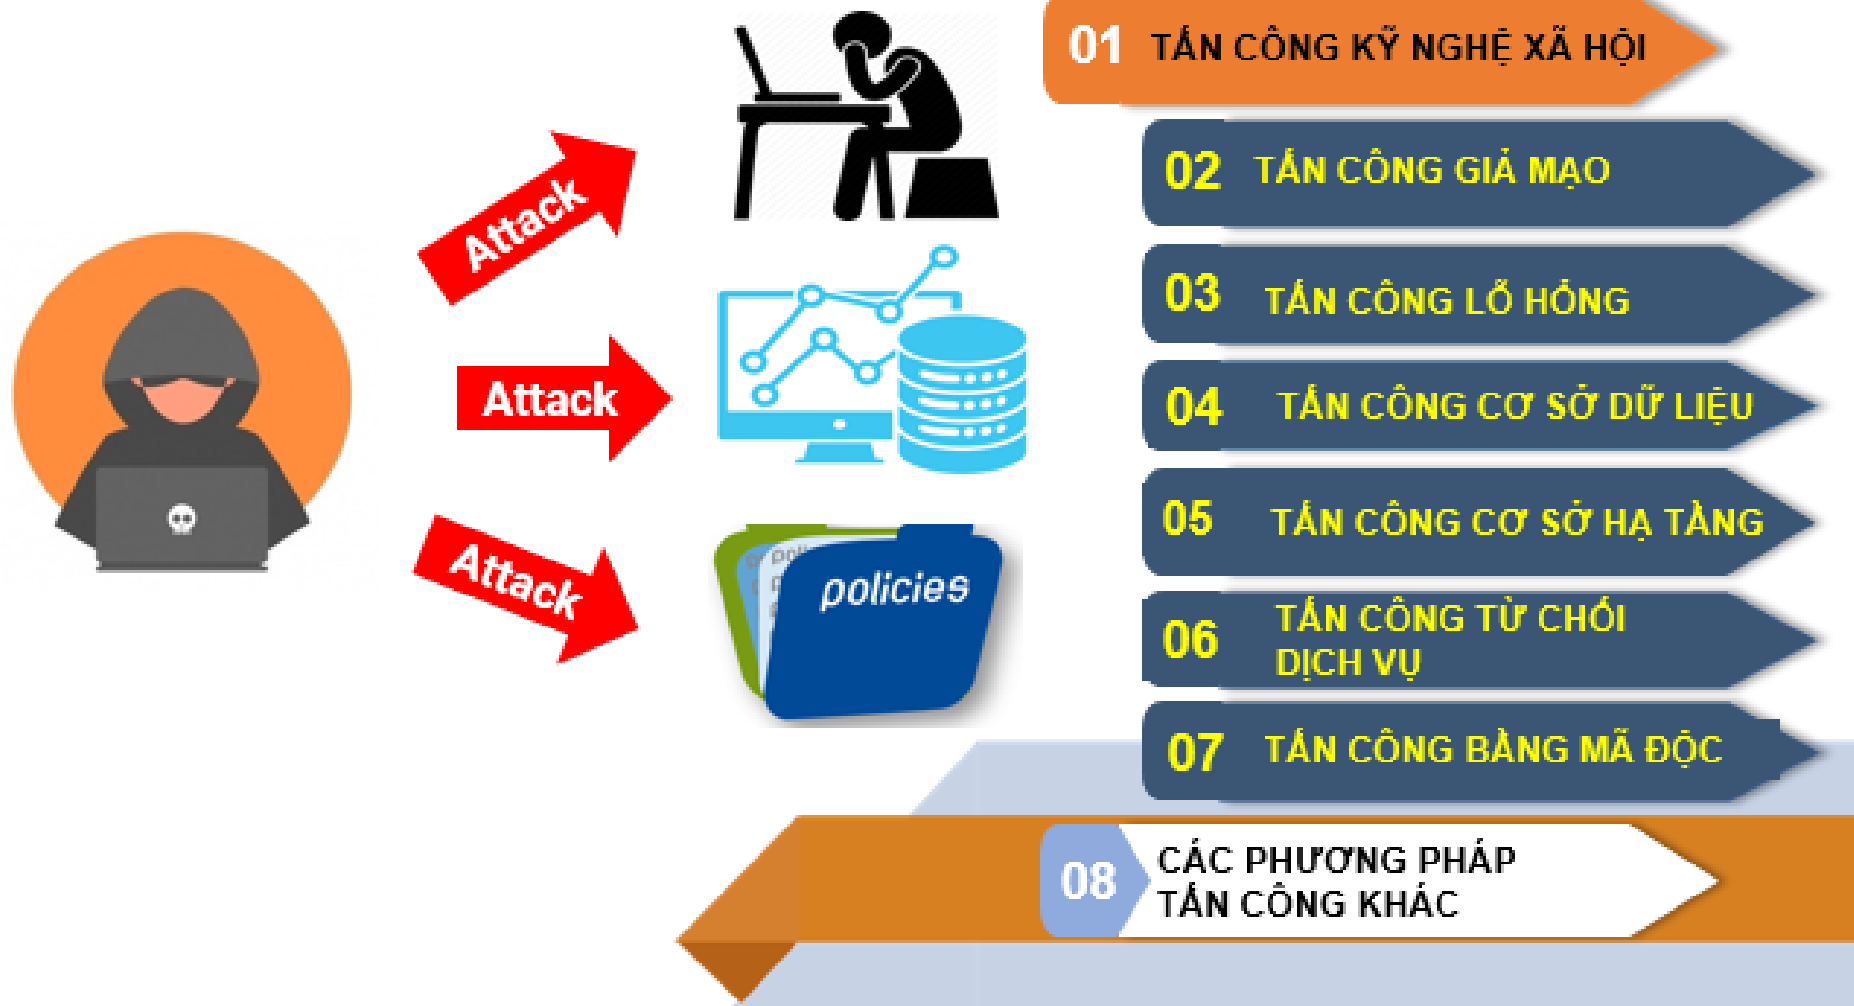 Attack
Attack
Attack
policies
poli
01 TẤN CÔNG KỸ NGHỆ XÃ HỘI
02 TẤN CÔNG GIẢ MẠO
03 TẤN CÔNG LỖ HỔNG
04 TẤN CÔNG CƠ SỞ DỮ LIỆU
05 TẤN CÔNG CƠ SỞ HẠ TẦNG
06 TẤN CÔNG TỪ CHỐI
DỊCH VỤ
07 TẤN CÔNG BẰNG MÃ ĐỘC
08 CÁC PHƯƠNG PHÁP
TẤN CÔNG KHÁC